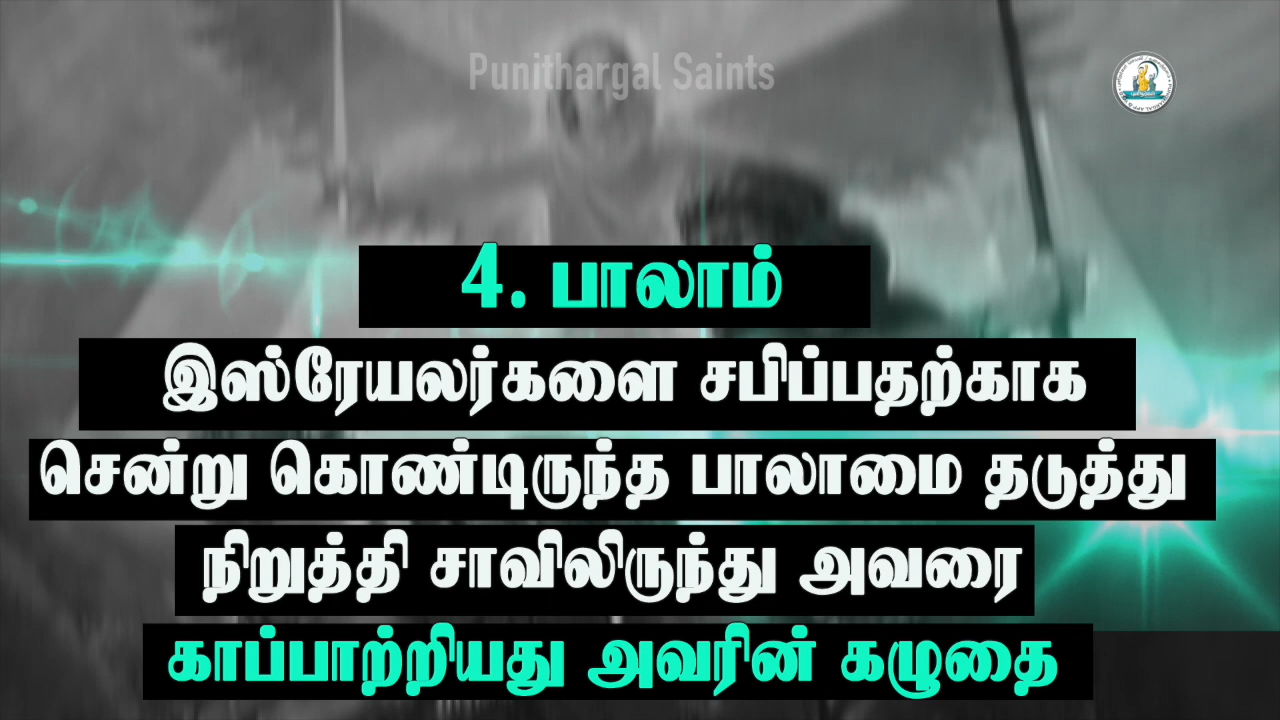 Punithargal Saints
4. பாலாம்
இஸ்ரேயலர்களை சபிப்பதற்காக
சென்று கொண்டிருந்த பாலாமை தடுத்து
நிறுத்தி சாவிலிருந்து அவரை
காப்பாற்றியது அவரின் கழுதை